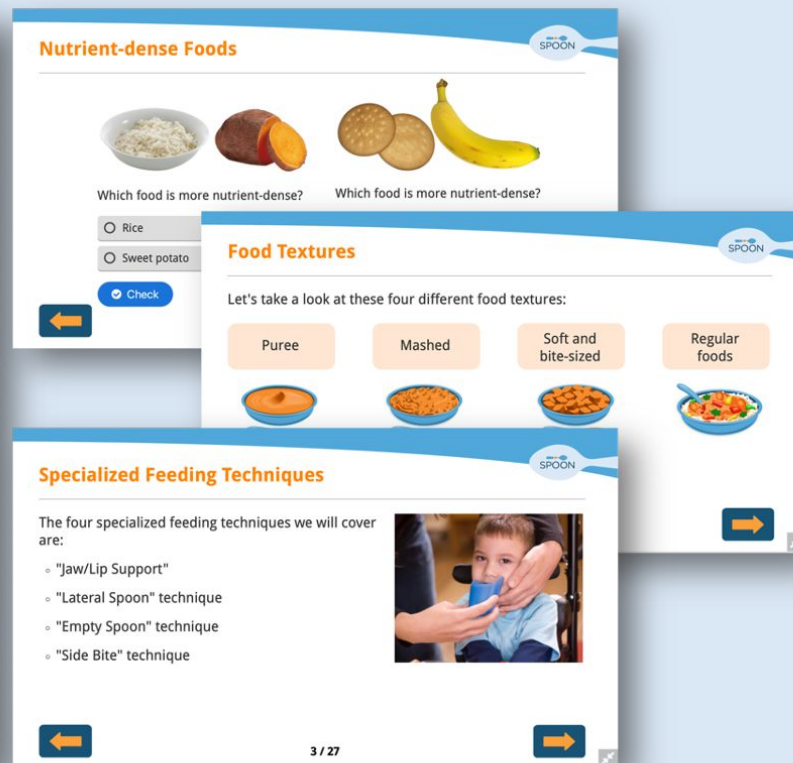 Nutrient-dense Foods
SPOON
Which food is more nutrient-dense?
Which food is more nutrient-dense?
Rice
Sweet potato
Check
Food Textures
SPOON
Let's take a look at these four different food textures:
Puree
Mashed
Soft and
bite-sized
Regular
foods
Specialized Feeding Techniques
SPOON
The four specialized feeding techniques we will cover
are:
"Jaw/Lip Support"
"Lateral Spoon" technique
"Empty Spoon" technique
"Side Bite" technique
3 / 27